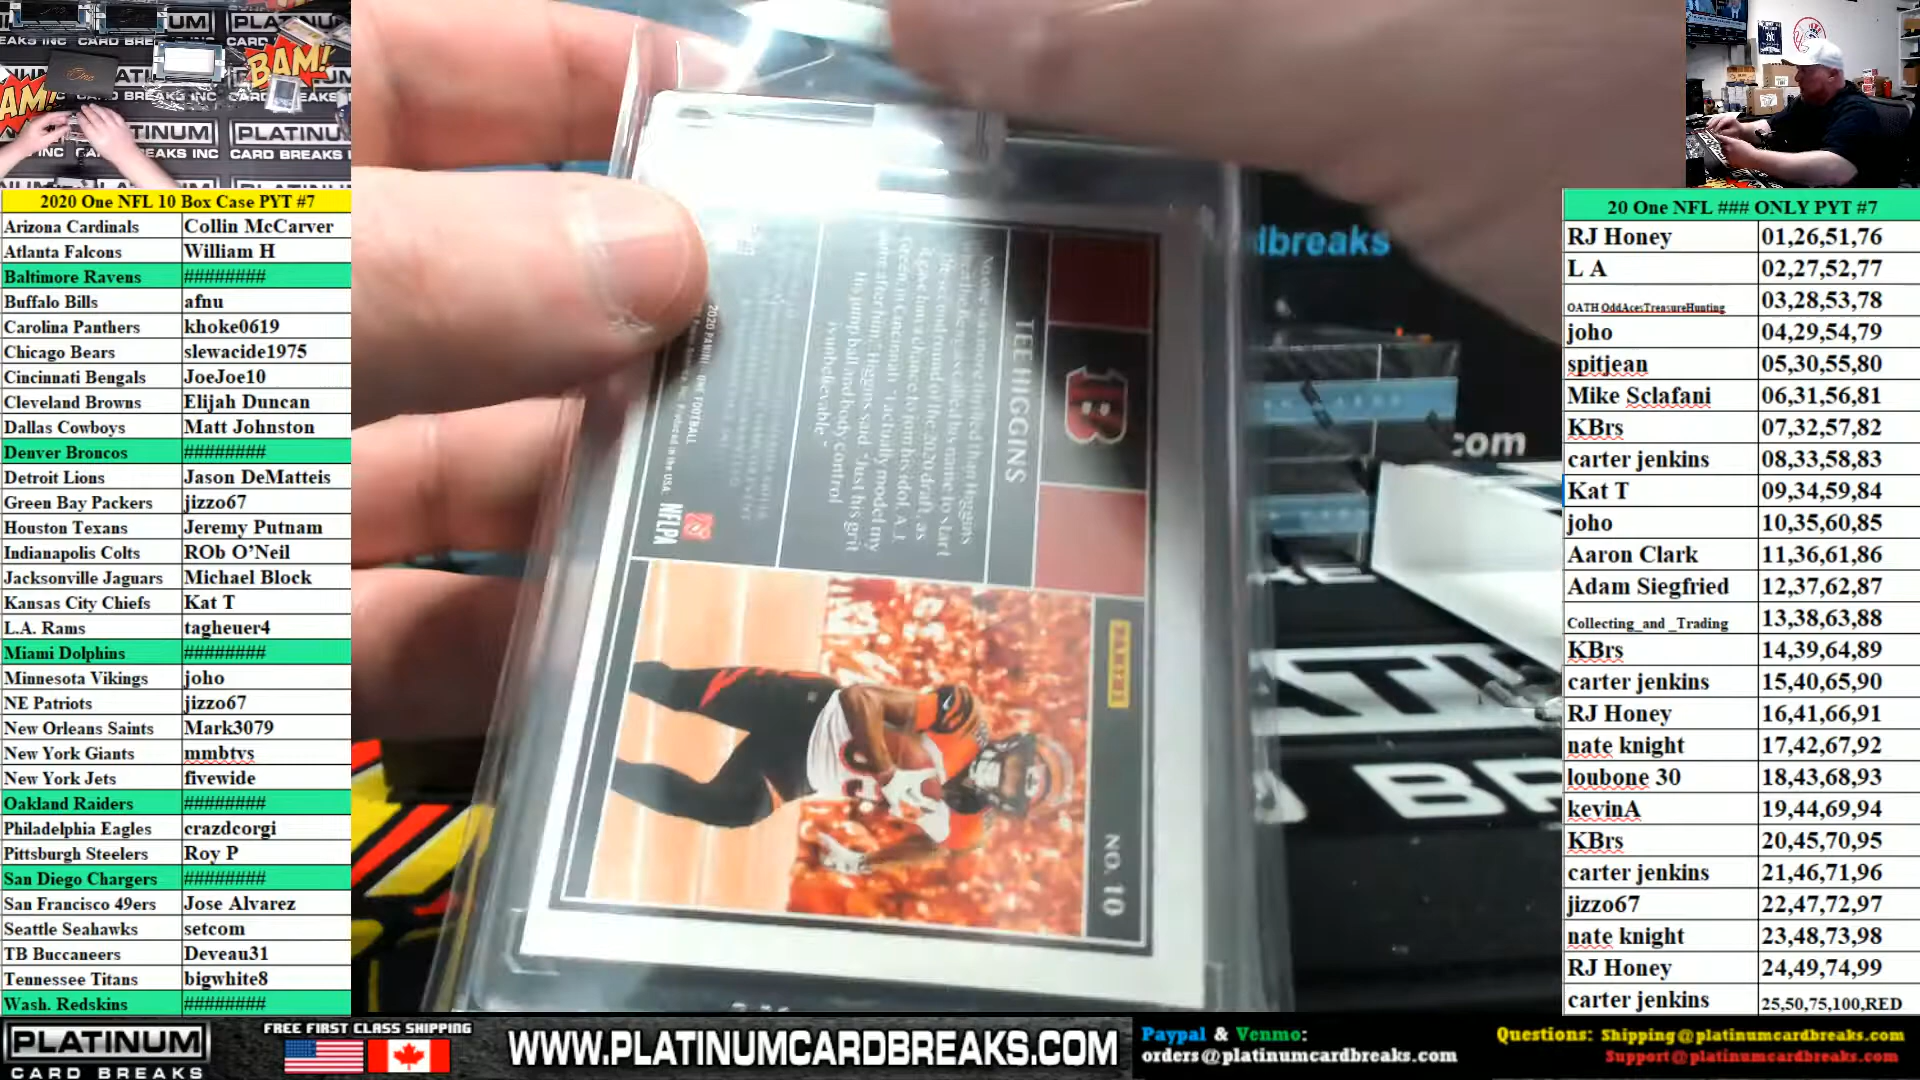 2020 One NFL 10 Box Case PYT #7
Arizona Cardinals Collin McCarver
Atlanta Falcons William H
Baltimore Ravens ########
Buffalo Bills afnu
Carolina Panthers khoke0619
Chicago Bears slewacide1975
Cincinnati Bengals JoeJoe10
Cleveland Browns Elijah Duncan
Dallas Cowboys Matt Johnston
Denver Broncos ########
Detroit Lions Jason DeMatteis
Green Bay Packers jizzo67
Houston Texans Jeremy Putnam
Indianapolis Colts ROb O’Neil
Jacksonville Jaguars Michael Block
Kansas City Chiefs Kat T
L.A. Rams tagheuer4
Miami Dolphins ########
Minnesota Vikings joho
NE Patriots jizzo67
New Orleans Saints Mark3079
New York Giants mmbtvs
New York Jets fivewide
Oakland Raiders ########
Philadelphia Eagles crazdcorgi
Pittsburgh Steelers Roy P
San Diego Chargers ########
San Francisco 49ers Jose Alvarez
Seattle Seahawks setcom
TB Buccaneers Deveau31
Tennessee Titans bigwhite8
Wash. Redskins ########
BAM!
PLATINUM
CARD BREAKS INC
TEE HIGGINS
B
PANINI
NO. 10
NFLPA
dbreaks
.com
20 One NFL ### ONLY PYT #7
RJ Honey 01,26,51,76
L A 02,27,52,77
OATH OddAcesTreasureHunting 03,28,53,78
joho 04,29,54,79
spitjean 05,30,55,80
Mike Sclafani 06,31,56,81
KBrs 07,32,57,82
carter jenkins 08,33,58,83
Kat T 09,34,59,84
joho 10,35,60,85
Aaron Clark 11,36,61,86
Adam Siegfried 12,37,62,87
Collecting_and _Trading 13,38,63,88
KBrs 14,39,64,89
carter jenkins 15,40,65,90
RJ Honey 16,41,66,91
nate knight 17,42,67,92
loubone 30 18,43,68,93
kevinA 19,44,69,94
KBrs 20,45,70,95
carter jenkins 21,46,71,96
jizzo67 22,47,72,97
nate knight 23,48,73,98
RJ Honey 24,49,74,99
carter jenkins 25,50,75,100,RED
PLATINUM
CARD BREAKS
FREE FIRST CLASS SHIPPING
WWW.PLATINUMCARDBREAKS.COM
Paypal & Venmo:
orders@platinumcardbreaks.com
Questions: Shipping@platinumcardbreaks.com
Support@platinumcardbreaks.com